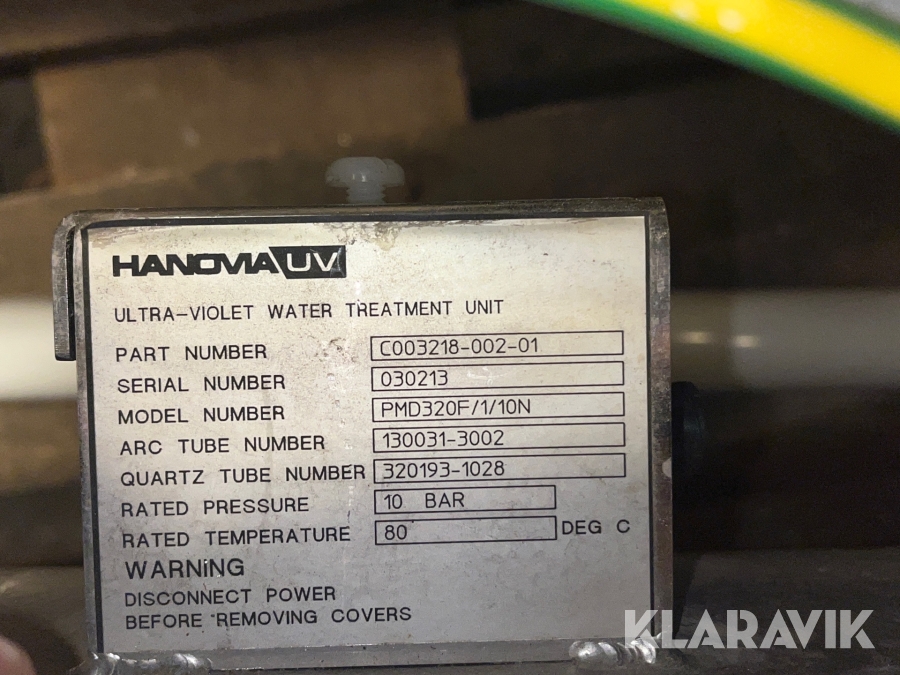 HANOVIA UV
ULTRA-VIOLET WATER TREATMENT UNIT
PART NUMBER C003218-002-01
SERIAL NUMBER 030213
MODEL NUMBER PMD320F/1/10N
ARC TUBE NUMBER 130031-3002
QUARTZ TUBE NUMBER 320193-1028
RATED PRESSURE 10 BAR
RATED TEMPERATURE 80 DEG C
WARNiNG
DISCONNECT POWER
BEFORE REMOVING COVERS
KLARAVIK